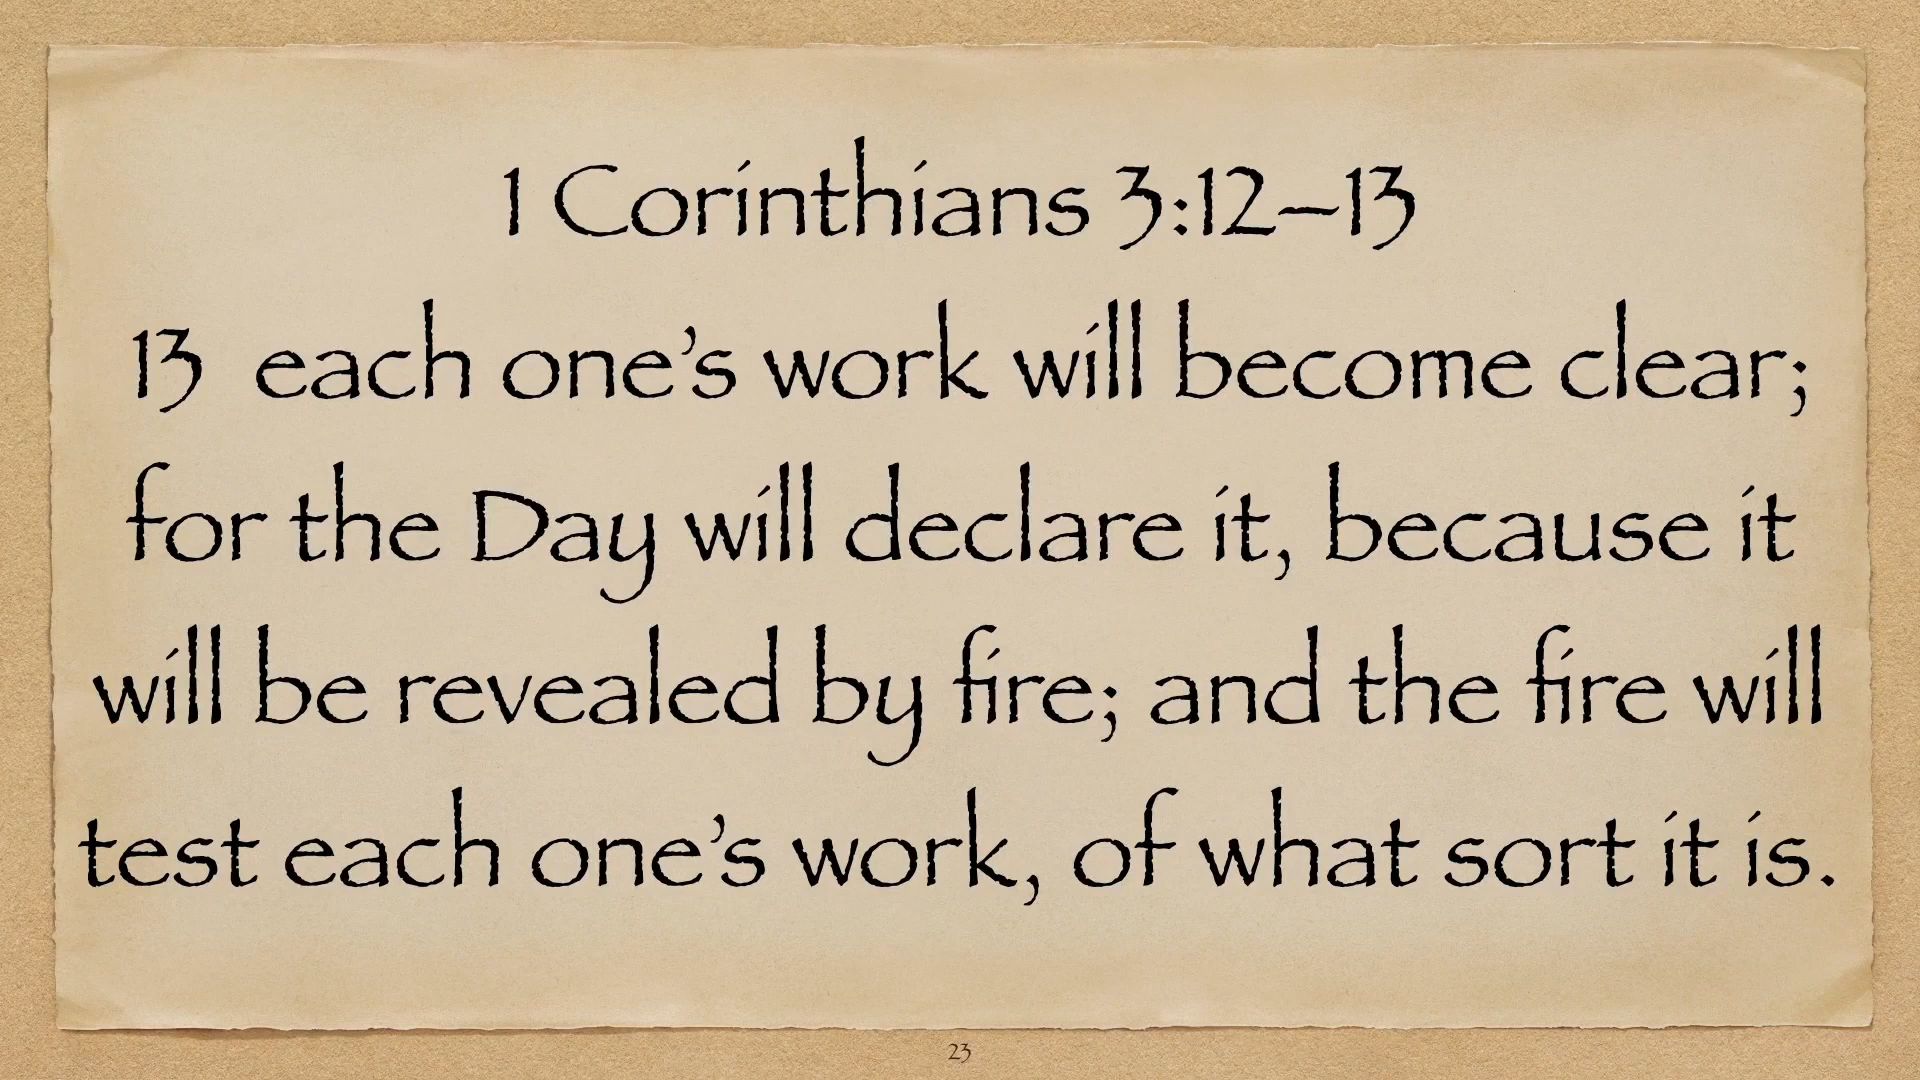 1 Corinthians 3:12–13
13  each one’s work will become clear;
for the Day will declare it, because it
will be revealed by fire; and the fire will
test each one’s work, of what sort it is.
23